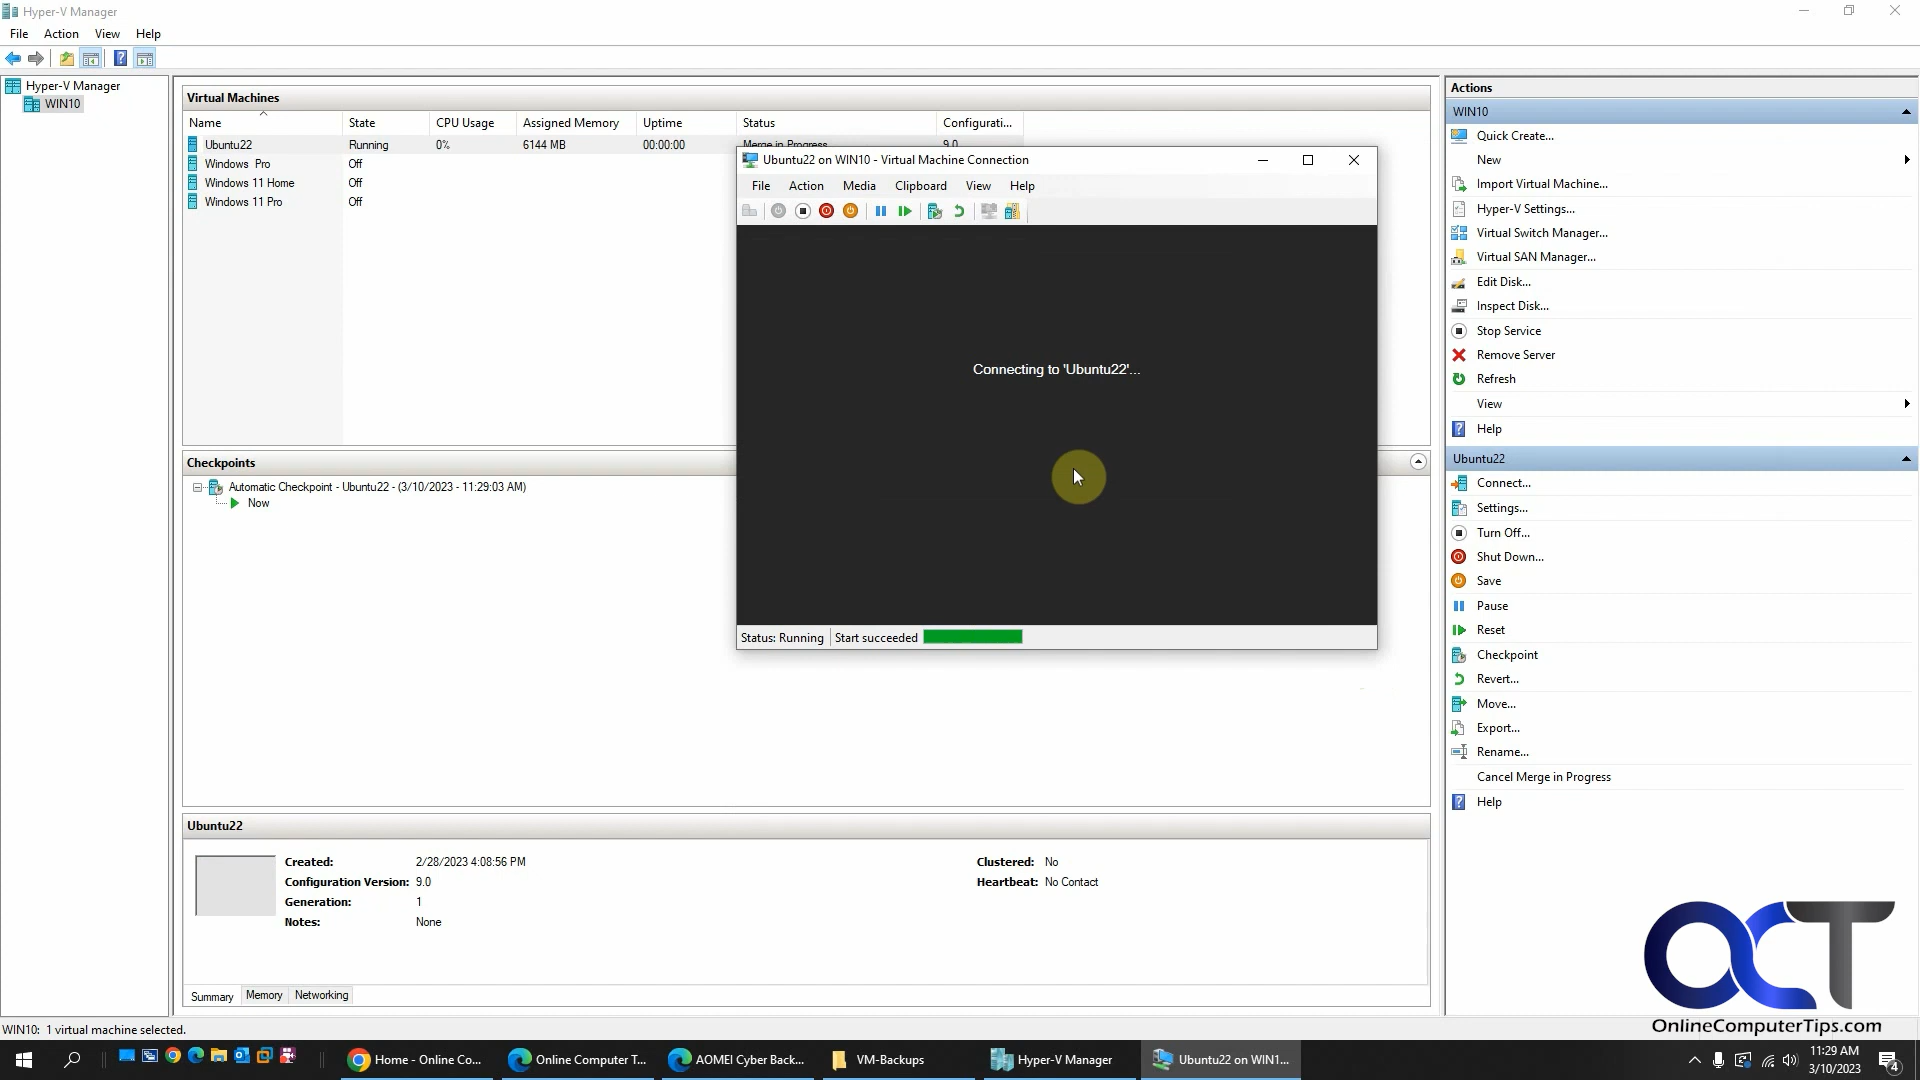 Hyper-V Manager
File Action View Help
Hyper-V Manager
WIN10
Virtual Machines
Name State CPU Usage Assigned Memory Uptime Status Configurati...
Ubuntu22 Running 0% 6144 MB 00:00:00 Merge in Progress 9.0
Windows Pro Off
Windows 11 Home Off
Windows 11 Pro Off
Ubuntu22 on WIN10 - Virtual Machine Connection
File Action Media Clipboard View Help
Connecting to 'Ubuntu22'...
Status: Running Start succeeded
Checkpoints
Automatic Checkpoint - Ubuntu22 - (3/10/2023 - 11:29:03 AM)
Now
Ubuntu22
Created: 2/28/2023 4:08:56 PM
Configuration Version: 9.0
Generation: 1
Notes: None
Clustered: No
Heartbeat: No Contact
Summary Memory Networking
Actions
WIN10
Quick Create...
New
Import Virtual Machine...
Hyper-V Settings...
Virtual Switch Manager...
Virtual SAN Manager...
Edit Disk...
Inspect Disk...
Stop Service
Remove Server
Refresh
View
Help
Ubuntu22
Connect...
Settings...
Turn Off...
Shut Down...
Save
Pause
Reset
Checkpoint
Revert...
Move...
Export...
Rename...
Cancel Merge in Progress
Help
OCT
OnlineComputerTips.com
WIN10: 1 virtual machine selected.
Home - Online Co... Online Computer T... AOMEI Cyber Back... VM-Backups Hyper-V Manager Ubuntu22 on WIN1...
11:29 AM
3/10/2023
4